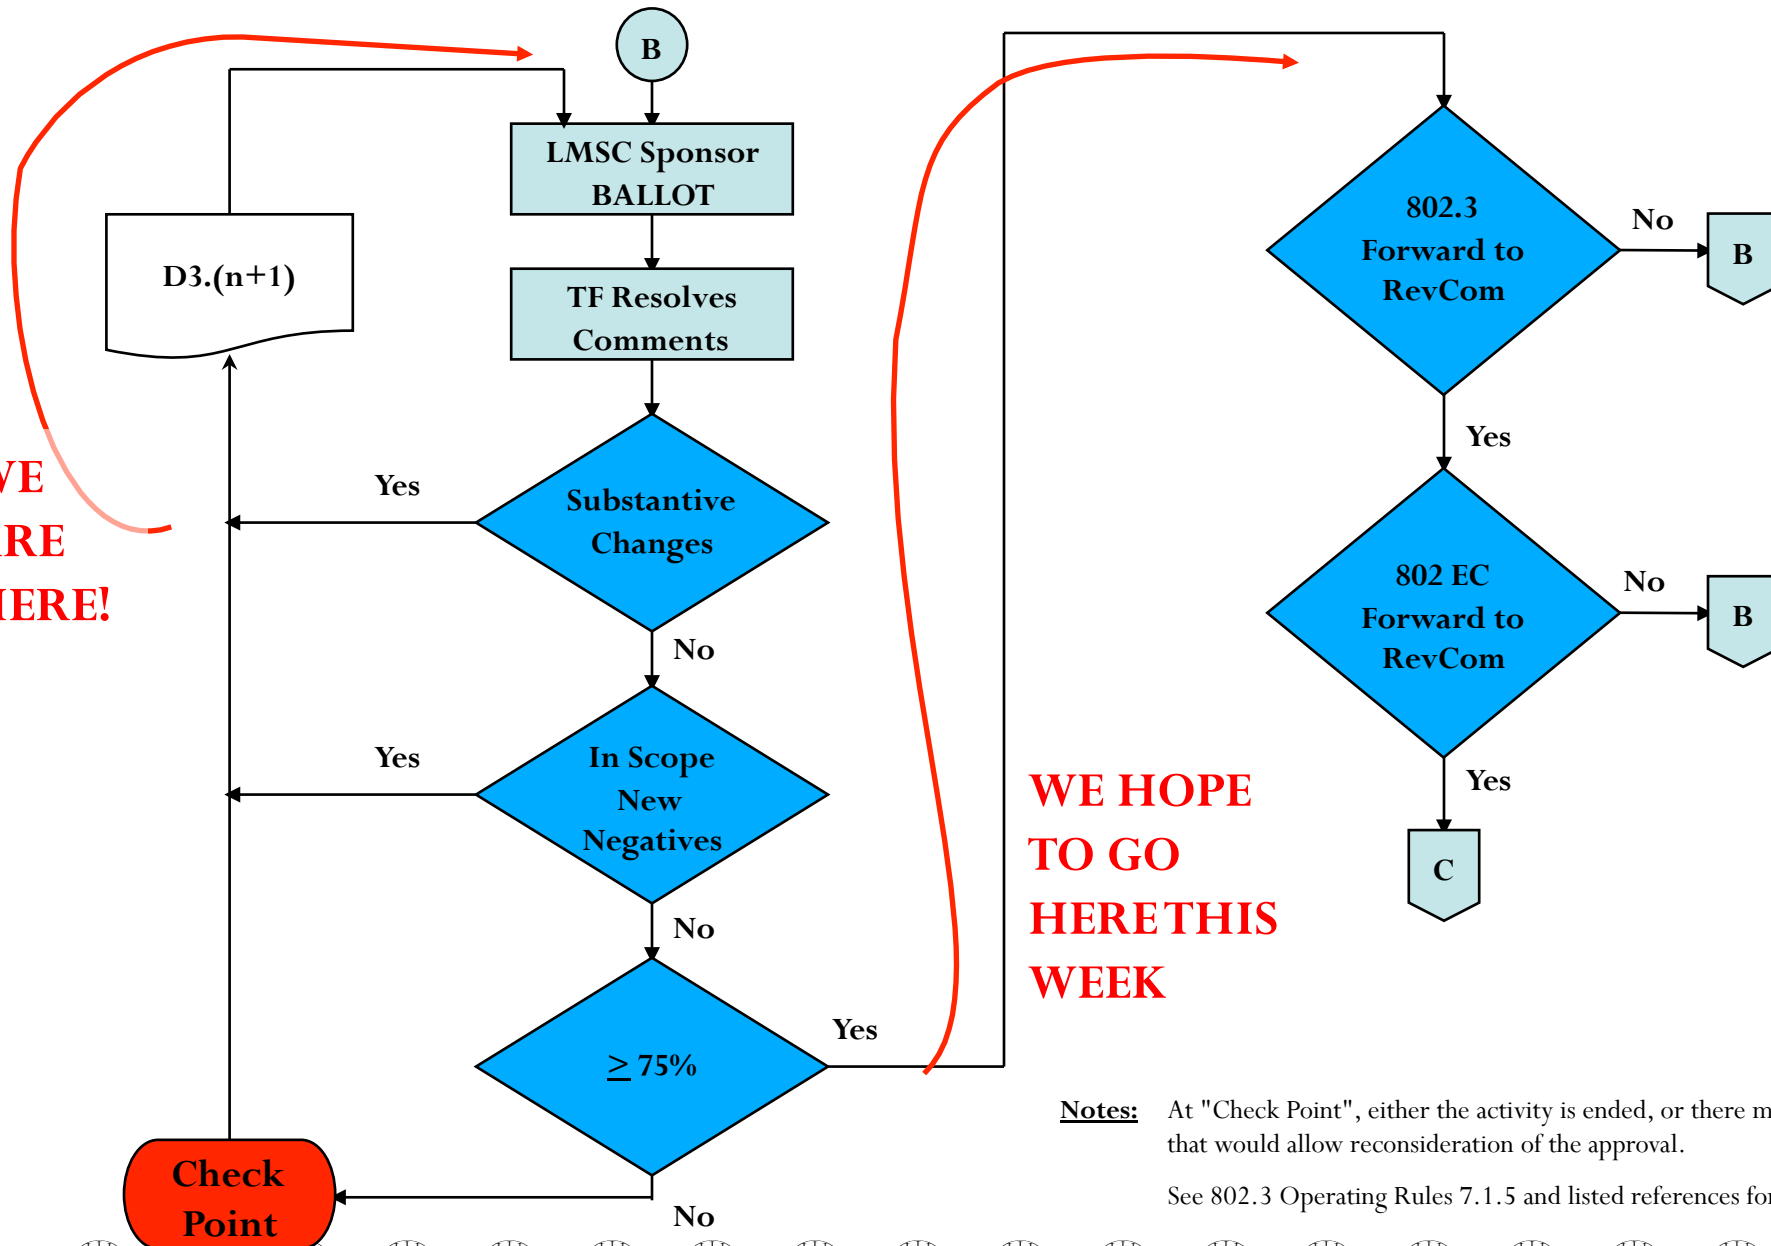 B
LMSC Sponsor
BALLOT
D3.(n+1)
TF Resolves
Comments
Yes
Substantive
Changes
No
Yes
In Scope
New
Negatives
No
≥ 75%
Yes
No
Check
Point
HERE!
802.3
Forward to
RevCom
No
B
Yes
802 EC
Forward to
RevCom
No
B
Yes
C
WE HOPE
TO GO
HERE THIS
WEEK
Notes: At "Check Point", either the activity is ended, or there
that would allow reconsideration of the approval.
See 802.3 Operating Rules 7.1.5 and listed references